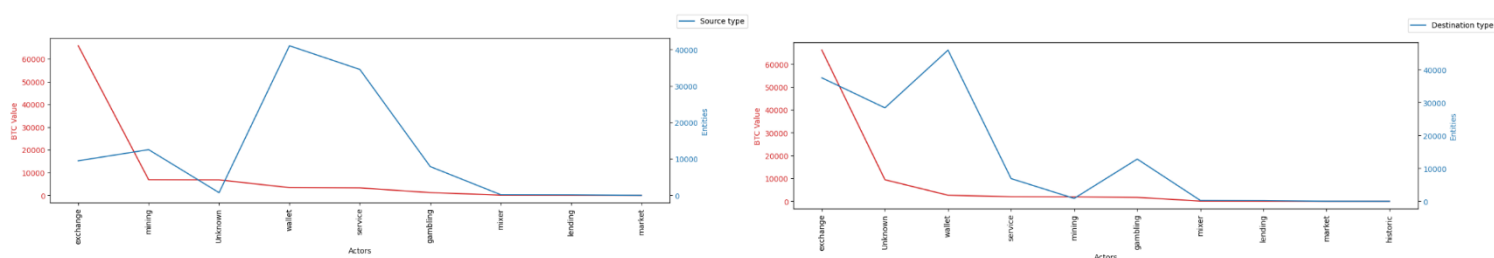 Source type
60000
50000
40000
30000
20000
10000
0
BTC Value
40000
30000
20000
10000
0
Entities
exchange
mining
Unknown
wallet
service
gambling
mixer
lending
market
Actors
Destination type
60000
50000
40000
30000
20000
10000
0
BTC Value
40000
30000
20000
10000
0
Entities
exchange
Unknown
wallet
service
mining
gambling
mixer
lending
market
historic
Actors